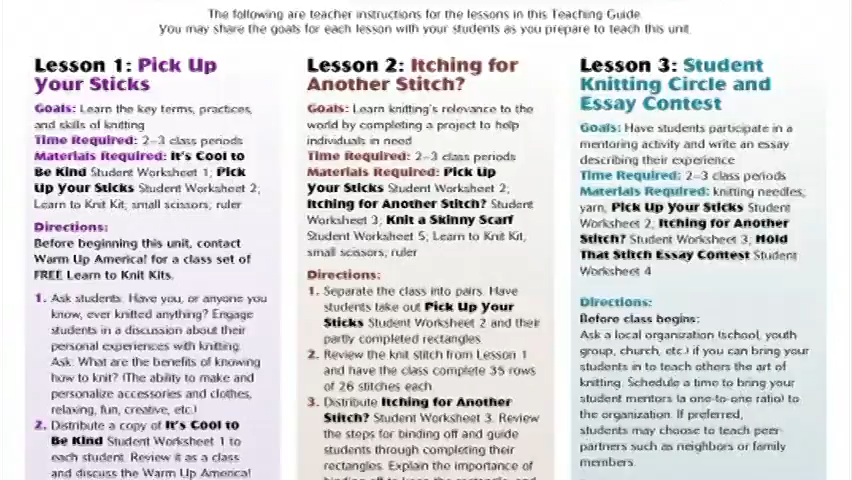 The following are teacher instructions for the lessons in this Teaching Guide.
You may share the goals for each lesson with your students as you prepare to teach this unit.
Lesson 1: Pick Up
Your Sticks
Goals: Learn the key terms, practices,
and skills of knitting
Time Required: 2–3 class periods
Materials Required: It's Cool to
Be Kind Student Worksheet 1; Pick
Up Your Sticks Student Worksheet 2;
Learn to Knit Kit; small scissors; ruler
Directions:
Before beginning this unit, contact
Warm Up America! for a class set of
FREE Learn to Knit Kits.
1. Ask students: Have you, or anyone you
know, ever knitted anything? Engage
students in a discussion about their
personal experiences with knitting.
Ask: What are the benefits of knowing
how to knit? (The ability to make and
personalize accessories and clothes,
relaxing, fun, creative, etc.)
2. Distribute a copy of It's Cool to
Be Kind Student Worksheet 1 to
each student. Review it as a class
and discuss the Warm Up America!
Lesson 2: Itching for
Another Stitch?
Goals: Learn knitting's relevance to the
world by completing a project to help
individuals in need
Time Required: 2–3 class periods
Materials Required: Pick Up
Your Sticks Student Worksheet 2;
Itching for Another Stitch? Student
Worksheet 3; Knit a Skinny Scarf
Student Worksheet 5; Learn to Knit Kit;
small scissors; ruler
Directions:
1. Separate the class into pairs. Have
students take out Pick Up Your
Sticks Student Worksheet 2 and their
partly completed rectangles.
2. Review the knit stitch from Lesson 1
and have the class complete 35 rows
of 26 stitches each.
3. Distribute Itching for Another
Stitch? Student Worksheet 3. Review
the steps for binding off and guide
students through completing their
rectangles. Explain the importance of
binding off to keep the rectangle, and
Lesson 3: Student
Knitting Circle and
Essay Contest
Goals: Have students participate in a
mentoring activity and write an essay
describing their experience
Time Required: 2–3 class periods
Materials Required: knitting needles;
yarn; Pick Up Your Sticks Student
Worksheet 2; Itching for Another
Stitch? Student Worksheet 3; Hold
That Stitch Essay Contest Student
Worksheet 4
Directions:
Before class begins:
Ask a local organization (school, youth
group, church, etc.) if you can bring your
students in to teach others the art of
knitting. Schedule a time to bring your
student mentors (a one-to-one ratio) to
the organization. If preferred,
students may choose to teach peer-
partners such as neighbors or family
members.